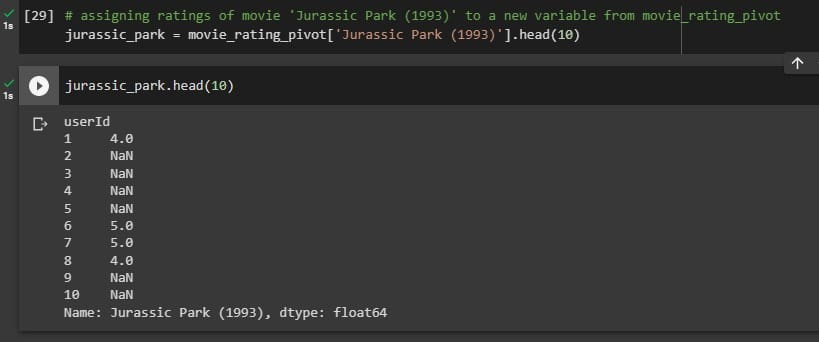 1s [29] # assigning ratings of movie 'Jurassic Park (1993)' to a new variable from movie_rating_pivot
jurassic_park = movie_rating_pivot['Jurassic Park (1993)'].head(10)
1s jurassic_park.head(10)
userId
1 4.0
2 NaN
3 NaN
4 NaN
5 NaN
6 5.0
7 5.0
8 4.0
9 NaN
10 NaN
Name: Jurassic Park (1993), dtype: float64